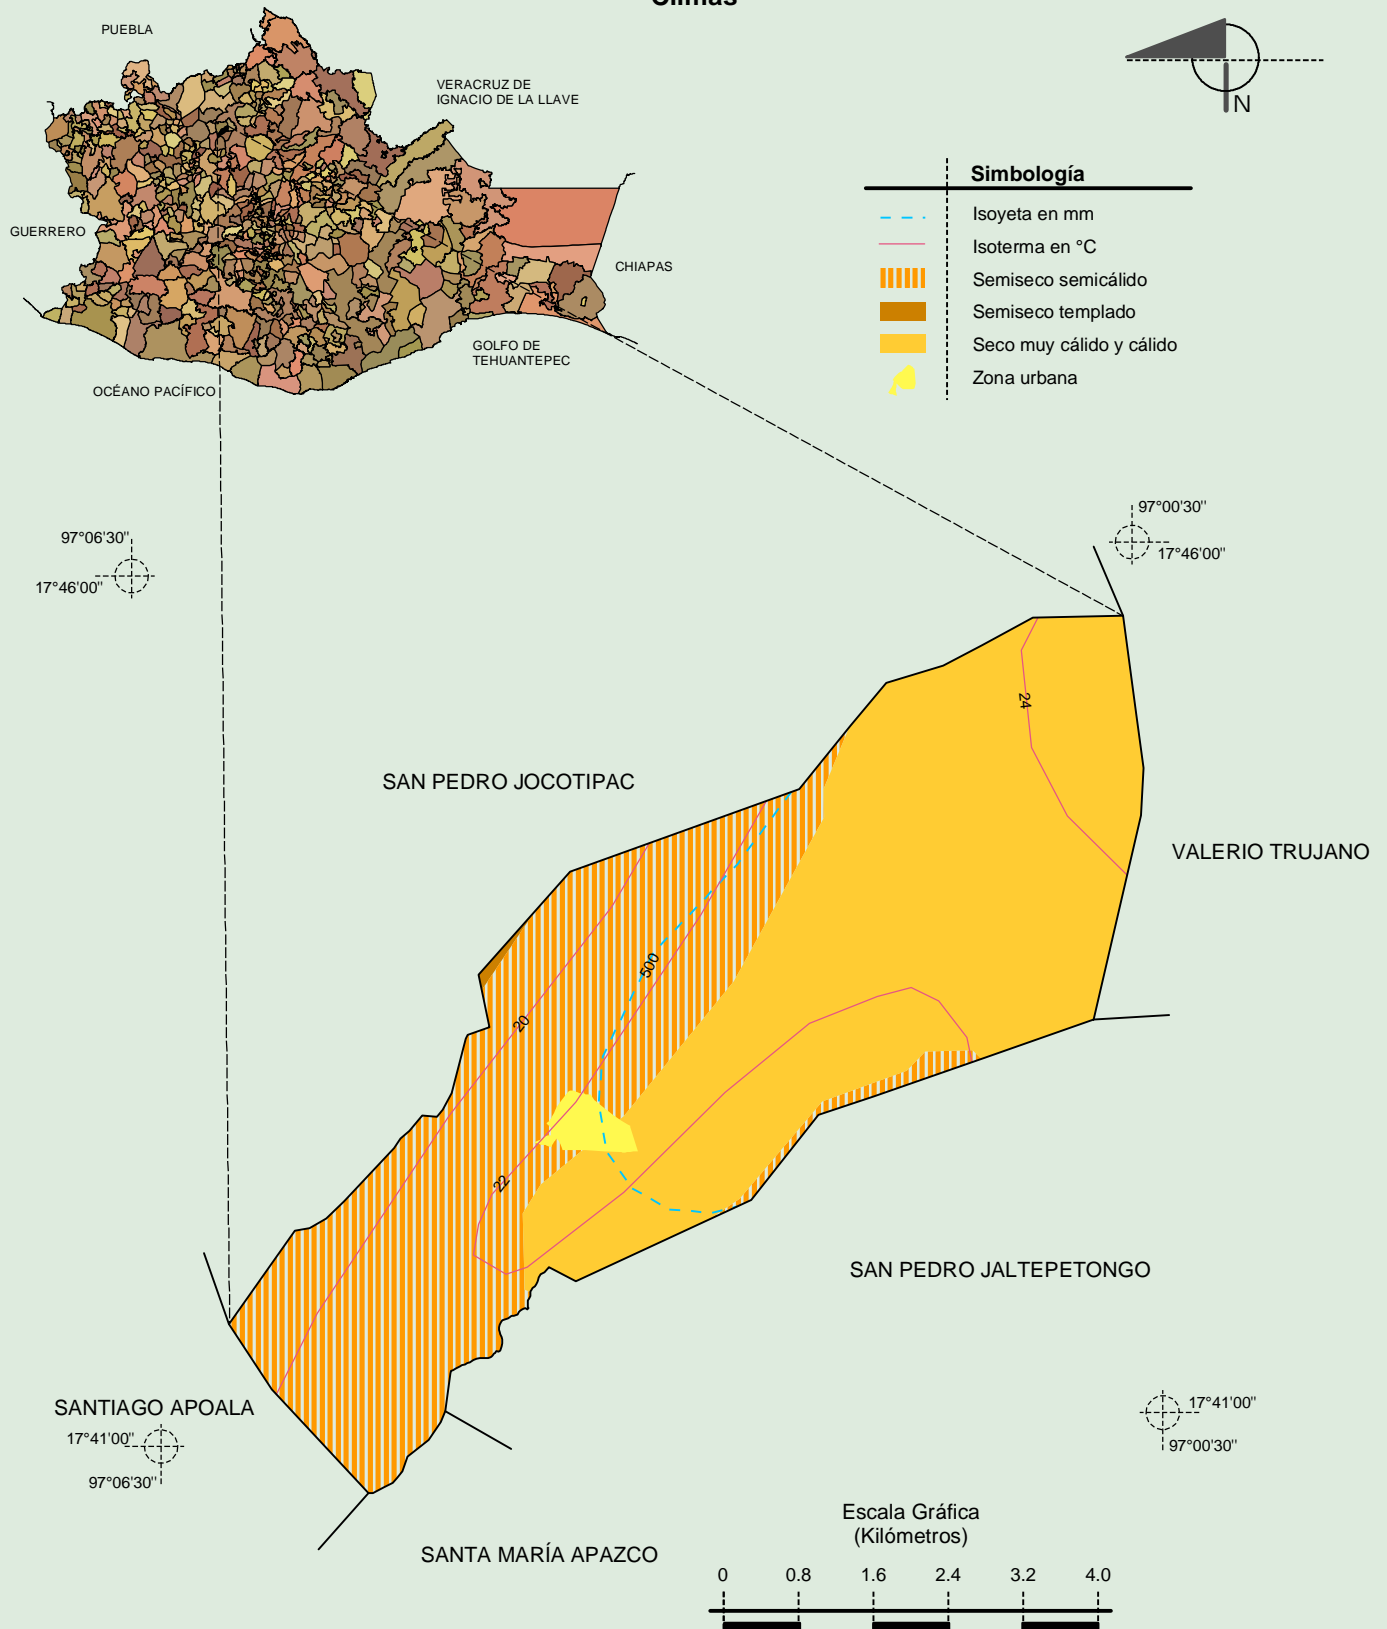 Climas
PUEBLA
VERACRUZ DE
IGNACIO DE LA LLAVE
GUERRERO
CHIAPAS
GOLFO DE
TEHUANTEPEC
OCÉANO PACÍFICO
N
Simbología
Isoyeta en mm
Isoterma en °C
Semiseco semicálido
Semiseco templado
Seco muy cálido y cálido
Zona urbana
97°06'30"
17°46'00"
97°00'30"
17°46'00"
24
SAN PEDRO JOCOTIPAC
VALERIO TRUJANO
500
20
22
SAN PEDRO JALTEPETONGO
SANTIAGO APOALA
17°41'00"
97°06'30"
17°41'00"
97°00'30"
SANTA MARÍA APAZCO
Escala Gráfica
(Kilómetros)
0 0.8 1.6 2.4 3.2 4.0